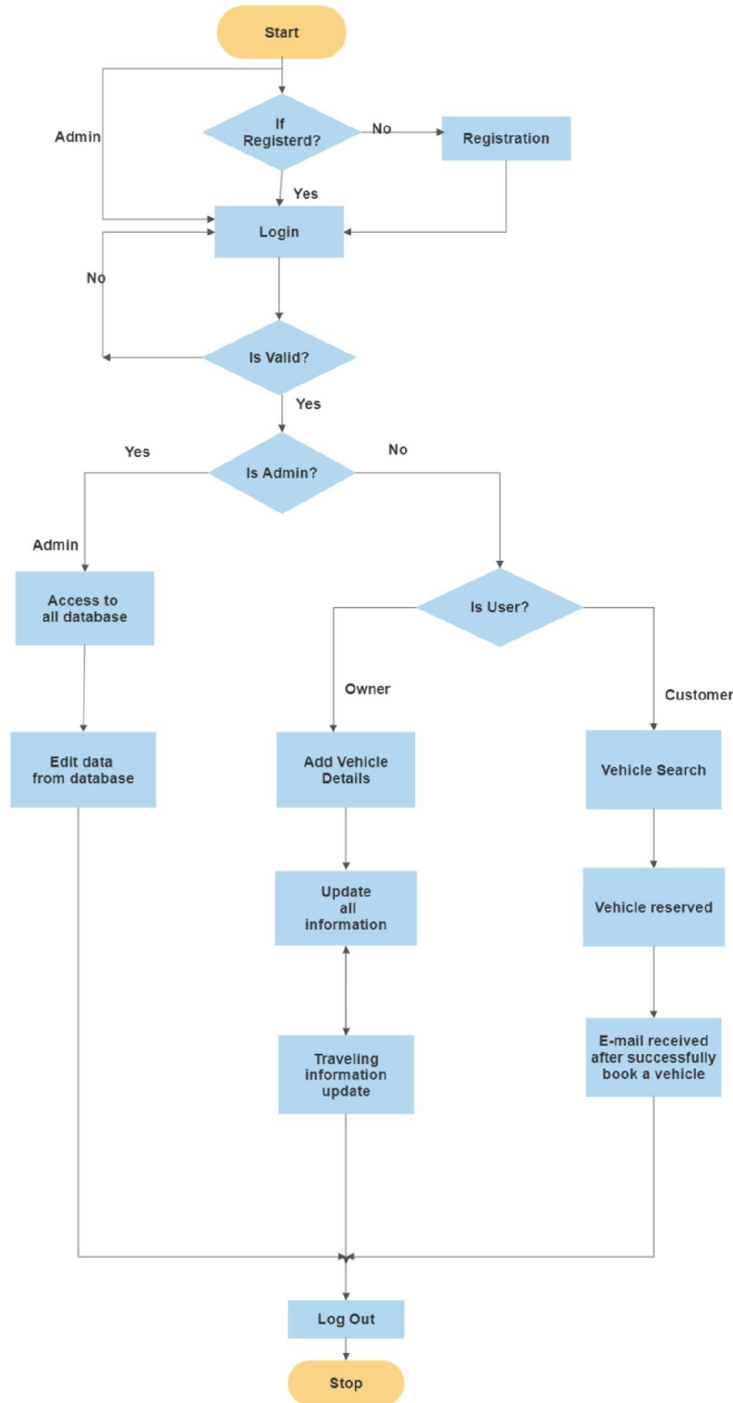 Start
Admin
If
Registerd?
No
Registration
Yes
Login
No
Is Valid?
Yes
Yes
Is Admin?
No
Admin
Access to
all database
Is User?
Owner
Customer
Edit data
from database
Add Vehicle
Details
Vehicle Search
Update
all
information
Vehicle reserved
Traveling
information
update
E-mail received
after successfully
book a vehicle
Log Out
Stop